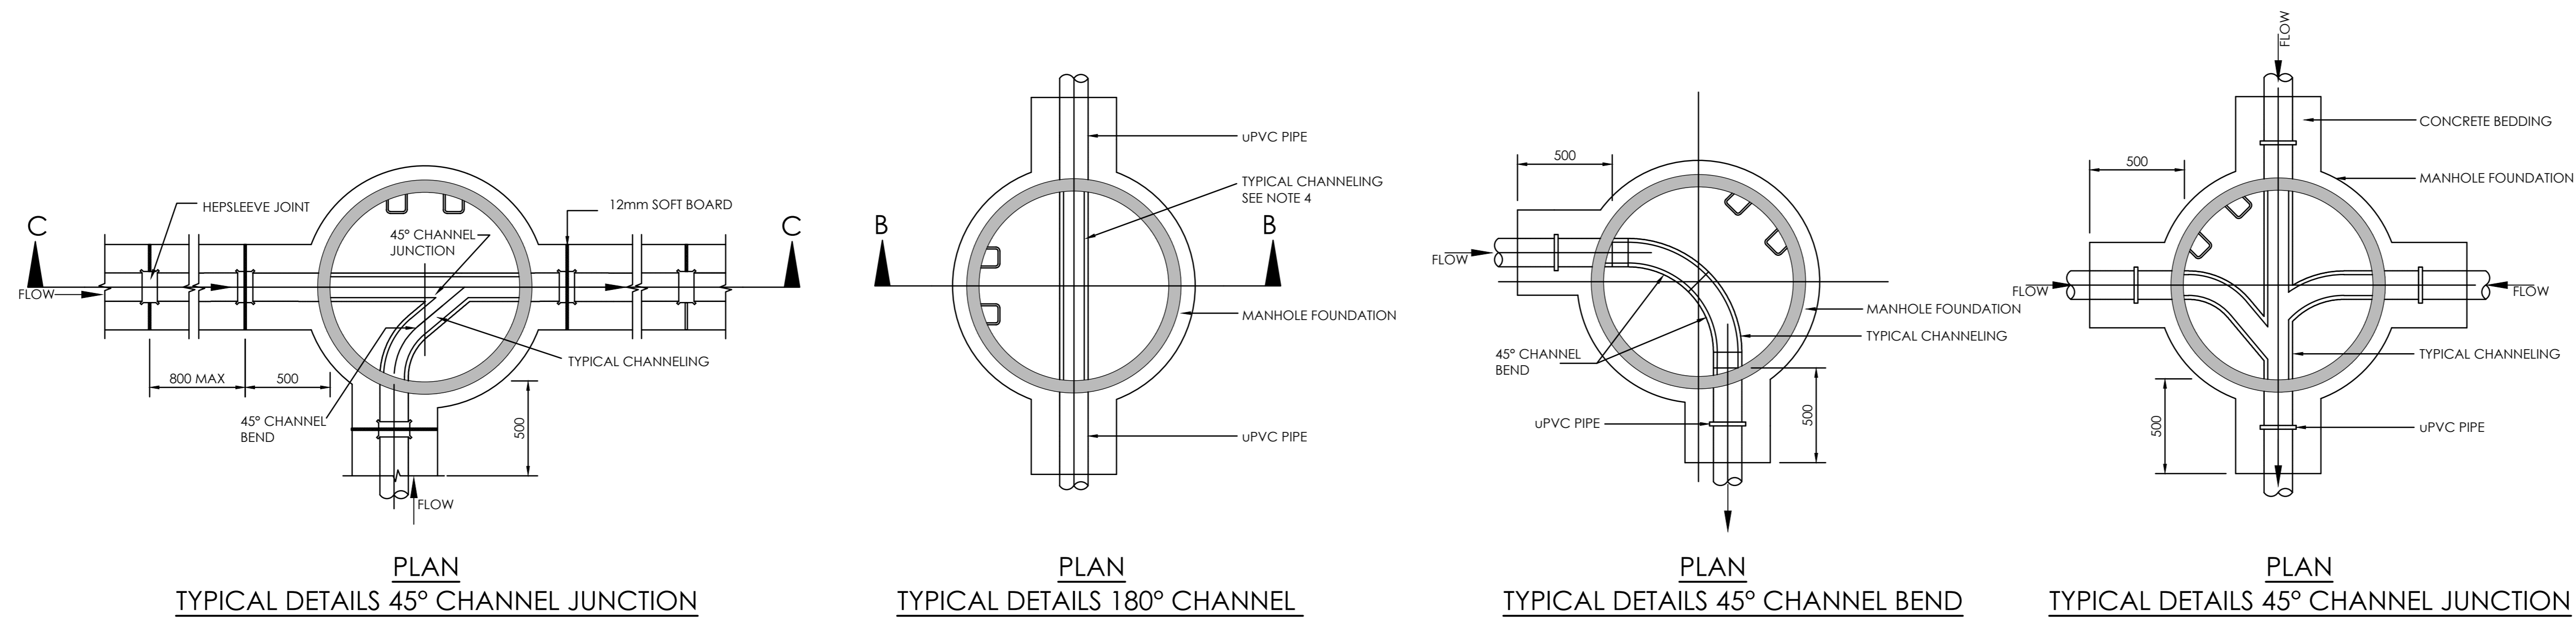 C
C
HEPSLEEVE JOINT
12mm SOFT BOARD
45° CHANNEL
JUNCTION
FLOW
TYPICAL CHANNELING
800 MAX
500
45° CHANNEL
BEND
500
FLOW
PLAN
TYPICAL DETAILS 45° CHANNEL JUNCTION
uPVC PIPE
TYPICAL CHANNELING
SEE NOTE 4
B
B
MANHOLE FOUNDATION
uPVC PIPE
PLAN
TYPICAL DETAILS 180° CHANNEL
500
FLOW
MANHOLE FOUNDATION
TYPICAL CHANNELING
45° CHANNEL
BEND
uPVC PIPE
500
PLAN
TYPICAL DETAILS 45° CHANNEL BEND
FLOW
CONCRETE BEDDING
500
MANHOLE FOUNDATION
FLOW
FLOW
TYPICAL CHANNELING
500
uPVC PIPE
PLAN
TYPICAL DETAILS 45° CHANNEL JUNCTION